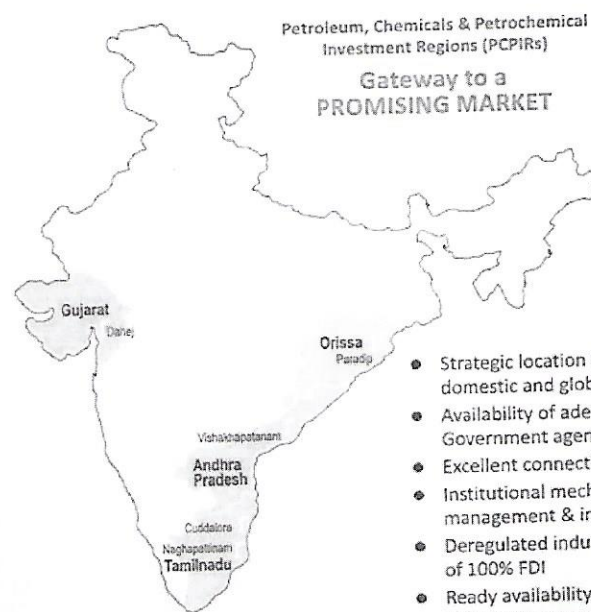 Petroleum, Chemicals & Petrochemical
Investment Regions (PCPIRs)
Gateway to a
PROMISING MARKET
Gujarat
Dahej
Orissa
Paradip
Vishakhapatanant
Andhra
Pradesh
Cuddalora
Naghapattinam
Tamilnadu
Strategic location
domestic and glob
Availability of ade
Government agen
Excellent connect
Institutional mech
management & in
Deregulated indu
of 100% FDI
Ready availability